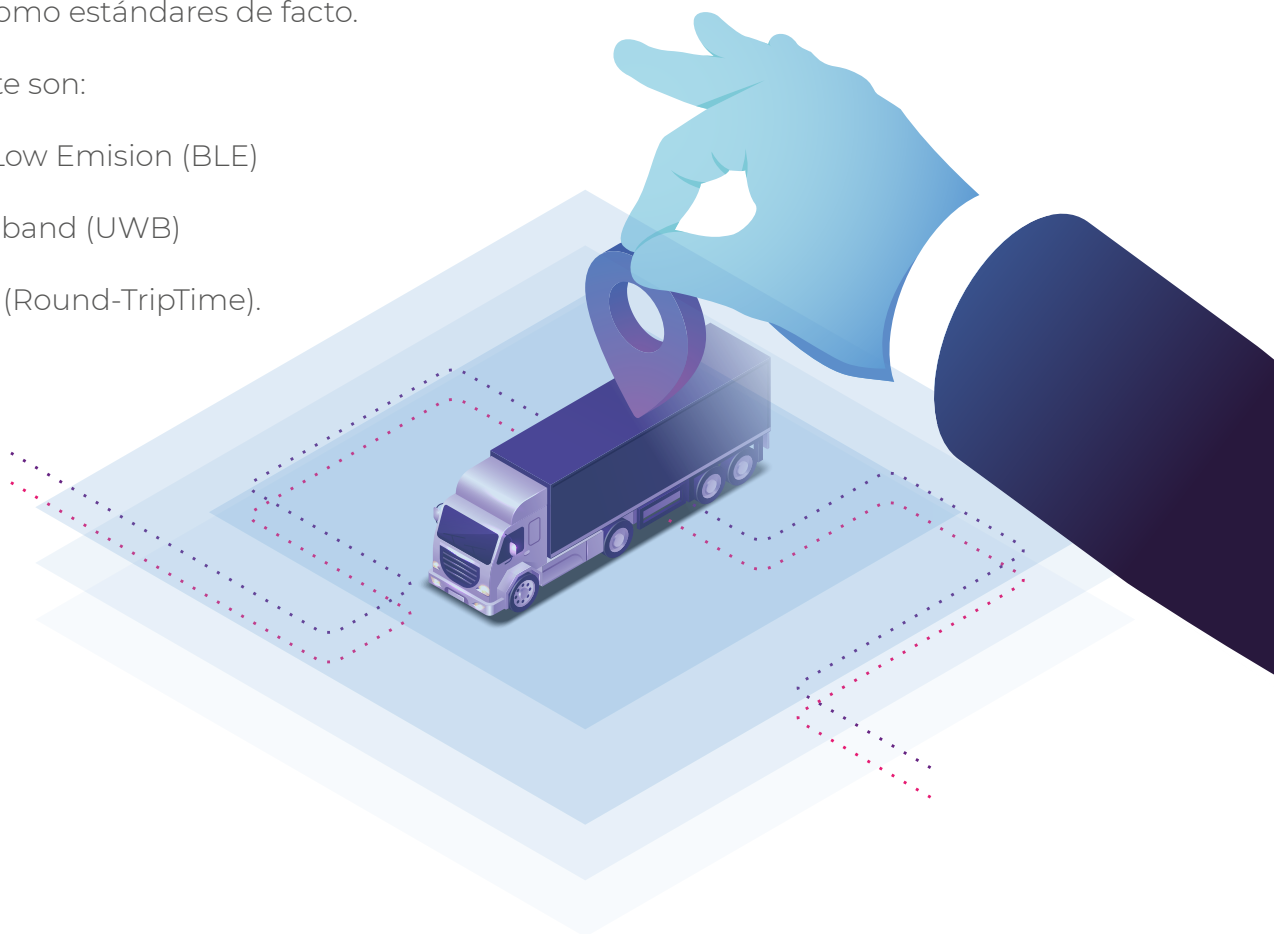 omo estándares de facto.
te son:
Low Emision (BLE)
band (UWB)
(Round-TripTime).